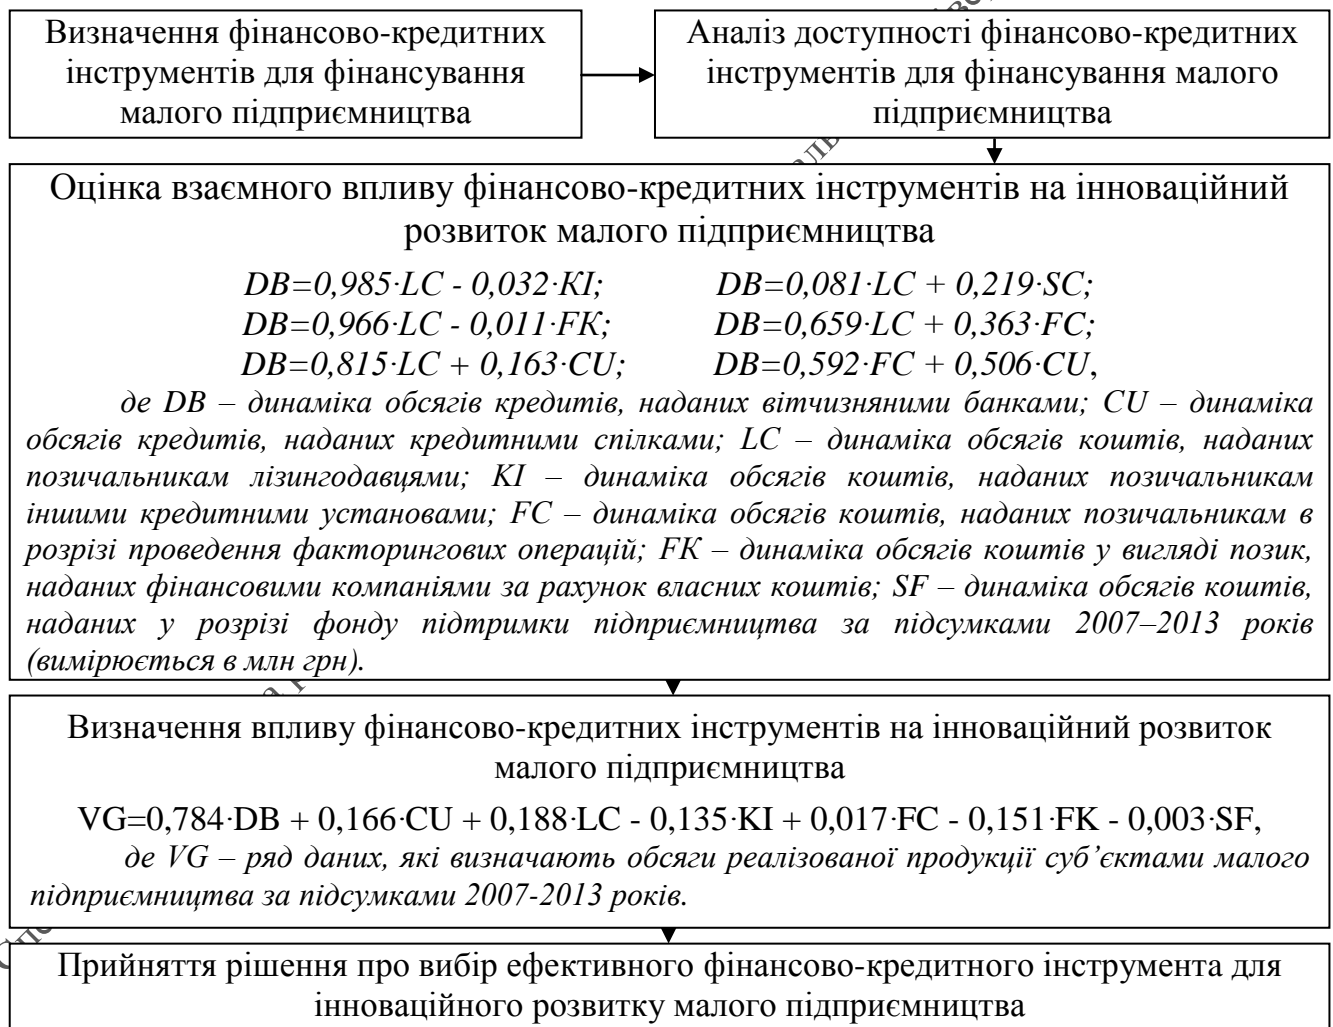 Визначення фінансово-кредитних
інструментів для фінансування
малого підприємництва
Аналіз доступності фінансово-кредитних
інструментів для фінансування малого
підприємництва
Оцінка взаємного впливу фінансово-кредитних інструментів на інноваційний
розвиток малого підприємництва
DB=0,985·LC - 0,032·KI; DB=0,081·LC + 0,219·SC;
DB=0,966·LC - 0,011·FK; DB=0,659·LC + 0,363·FC;
DB=0,815·LC + 0,163·CU; DB=0,592·FC + 0,506·CU,
де DB – динаміка обсягів кредитів, наданих вітчизняними банками; CU – динаміка
обсягів кредитів, наданих кредитними спілками; LC – динаміка обсягів коштів, наданих
позичальникам лізингодавцями; KI – динаміка обсягів коштів, наданих позичальникам
іншими кредитними установами; FC – динаміка обсягів коштів, наданих позичальникам в
розрізі проведення факторингових операцій; FK – динаміка обсягів коштів у вигляді позик,
наданих фінансовими компаніями за рахунок власних коштів; SF – динаміка обсягів коштів,
наданих у розрізі фонду підтримки підприємництва за підсумками 2007–2013 років
(вимірюється в млн грн).
Визначення впливу фінансово-кредитних інструментів на інноваційний розвиток
малого підприємництва
VG=0,784·DB + 0,166·CU + 0,188·LC - 0,135·KI + 0,017·FC - 0,151·FK - 0,003·SF,
де VG – ряд даних, які визначають обсяги реалізованої продукції суб’єктами малого
підприємництва за підсумками 2007-2013 років.
Прийняття рішення про вибір ефективного фінансово-кредитного інструмента для
інноваційного розвитку малого підприємництва